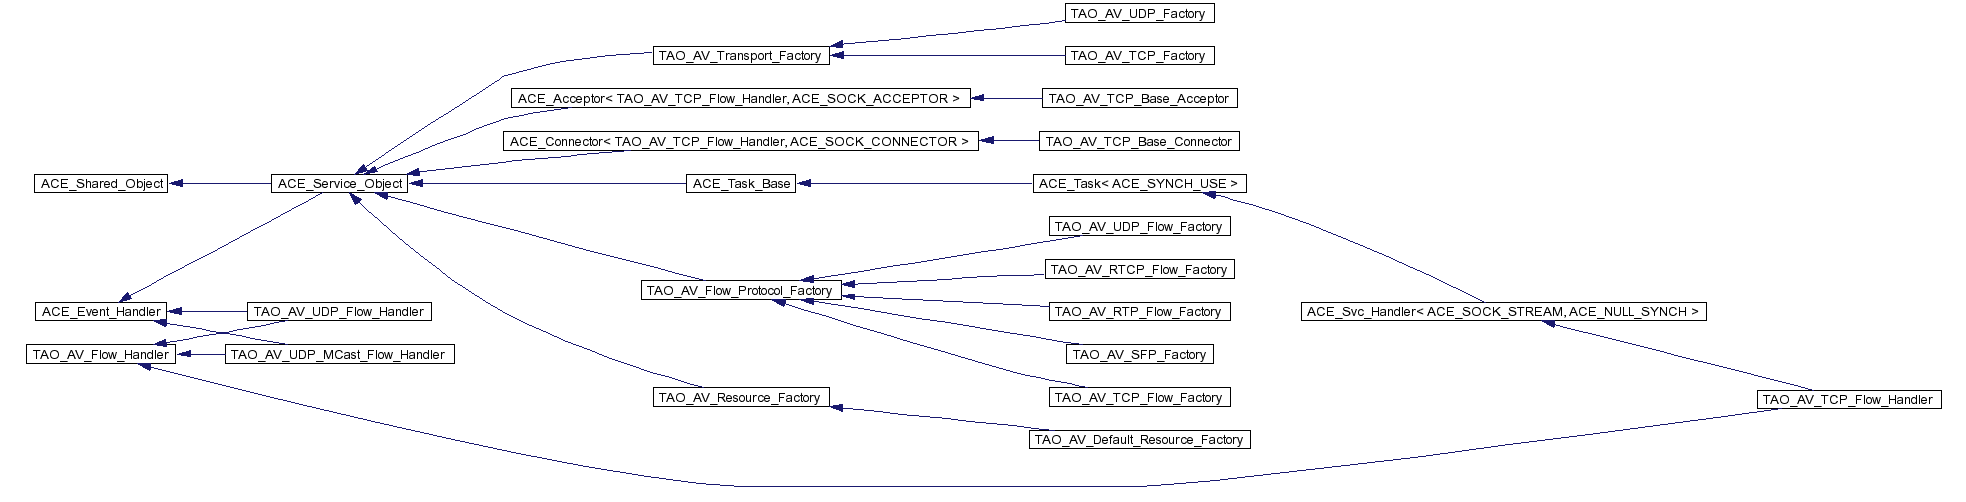 TAO_AV_UDP_Factory
TAO_AV_Transport_Factory
TAO_AV_TCP_Factory
ACE_Acceptor< TAO_AV_TCP_Flow_Handler, ACE_SOCK_ACCEPTOR >
TAO_AV_TCP_Base_Acceptor
ACE_Connector< TAO_AV_TCP_Flow_Handler, ACE_SOCK_CONNECTOR >
TAO_AV_TCP_Base_Connector
ACE_Shared_Object
ACE_Service_Object
ACE_Task_Base
ACE_Task< ACE_SYNCH_USE >
TAO_AV_UDP_Flow_Factory
TAO_AV_RTCP_Flow_Factory
TAO_AV_Flow_Protocol_Factory
ACE_Event_Handler
TAO_AV_UDP_Flow_Handler
TAO_AV_RTP_Flow_Factory
ACE_Svc_Handler< ACE_SOCK_STREAM, ACE_NULL_SYNCH >
TAO_AV_Flow_Handler
TAO_AV_UDP_MCast_Flow_Handler
TAO_AV_SFP_Factory
TAO_AV_Resource_Factory
TAO_AV_TCP_Flow_Factory
TAO_AV_TCP_Flow_Handler
TAO_AV_Default_Resource_Factory